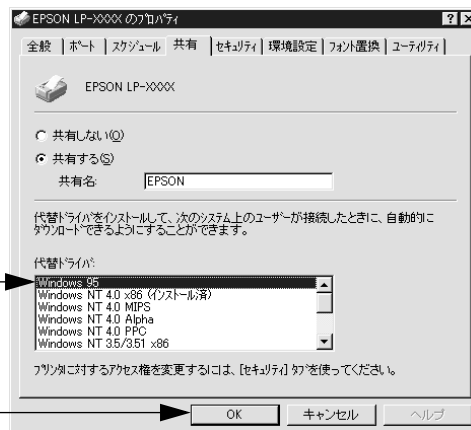 EPSON LP-XXXX のプロパティ
全般 ポート スケジュール 共有 セキュリティ 環境設定 フォント置換 ユーティリティ
EPSON LP-XXXX
共有しない(O)
共有する(S)
共有名: EPSON
代替ドライバをインストールして、次のシステム上のユーザーが接続したときに、自動的に
ダウンロードできるようにすることができます。
代替ドライバ:
Windows 95
Windows NT 4.0 x86 (インストール済)
Windows NT 4.0 MIPS
Windows NT 4.0 Alpha
Windows NT 4.0 PPC
Windows NT 3.5/3.51 x86
プリンタに対するアクセス権を変更するには、[セキュリティ] タブを使ってください。
OK キャンセル ヘルプ